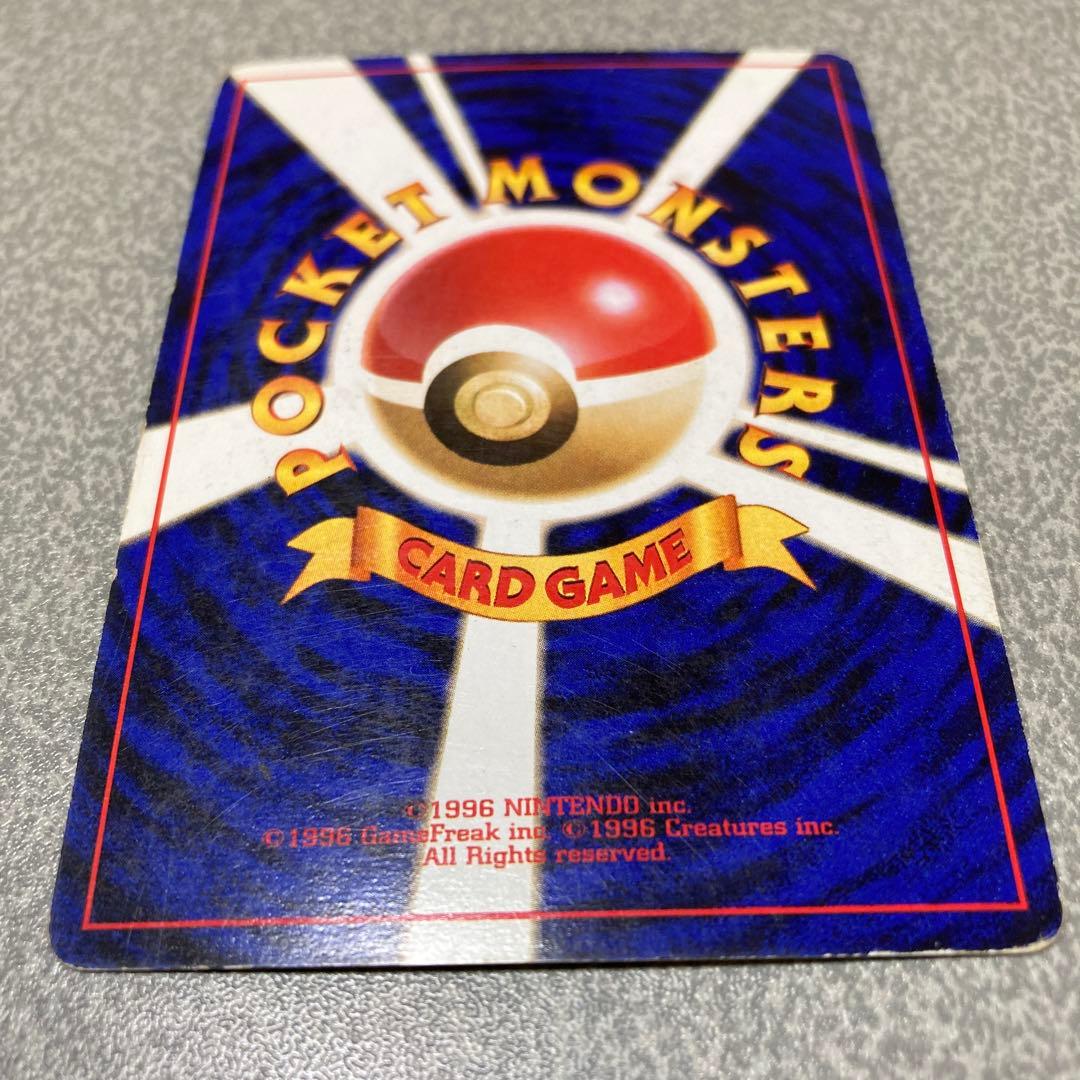 POCKET MONSTERS
CARD GAME
©1996 NINTENDO inc.
©1996 GameFreak inc. ©1996 Creatures inc.
All Rights reserved.